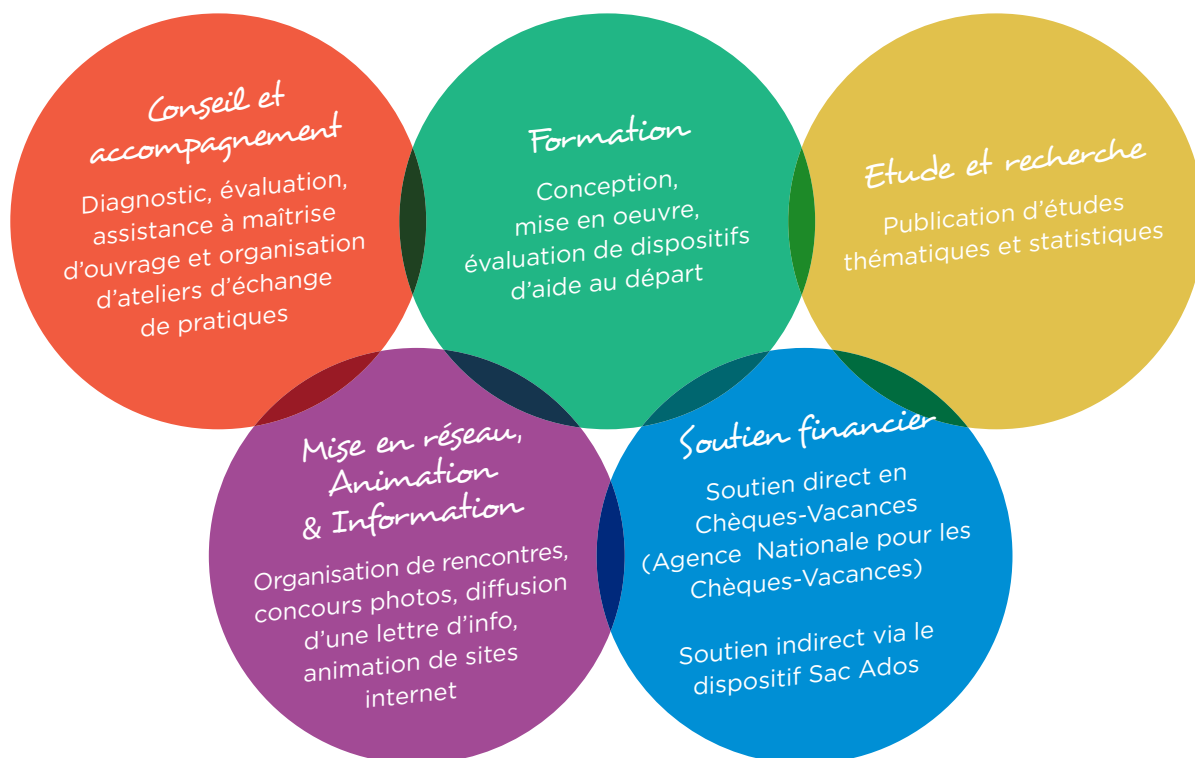 Conseil et
accompagnement
Diagnostic, évaluation,
assistance à maîtrise
d'ouvrage et organisation
d'ateliers d'échange
de pratiques
Formation
Conception,
mise en oeuvre,
évaluation de dispositifs
d'aide au départ
Etude et recherche
Publication d'études
thématiques et statistiques
Mise en réseau,
Animation
& Information
Organisation de rencontres,
concours photos, diffusion
d'une lettre d'info,
animation de sites
internet
Soutien financier
Soutien direct en
Chèques-Vacances
(Agence Nationale pour les
Chèques-Vacances)
Soutien indirect via le
dispositif Sac Ados